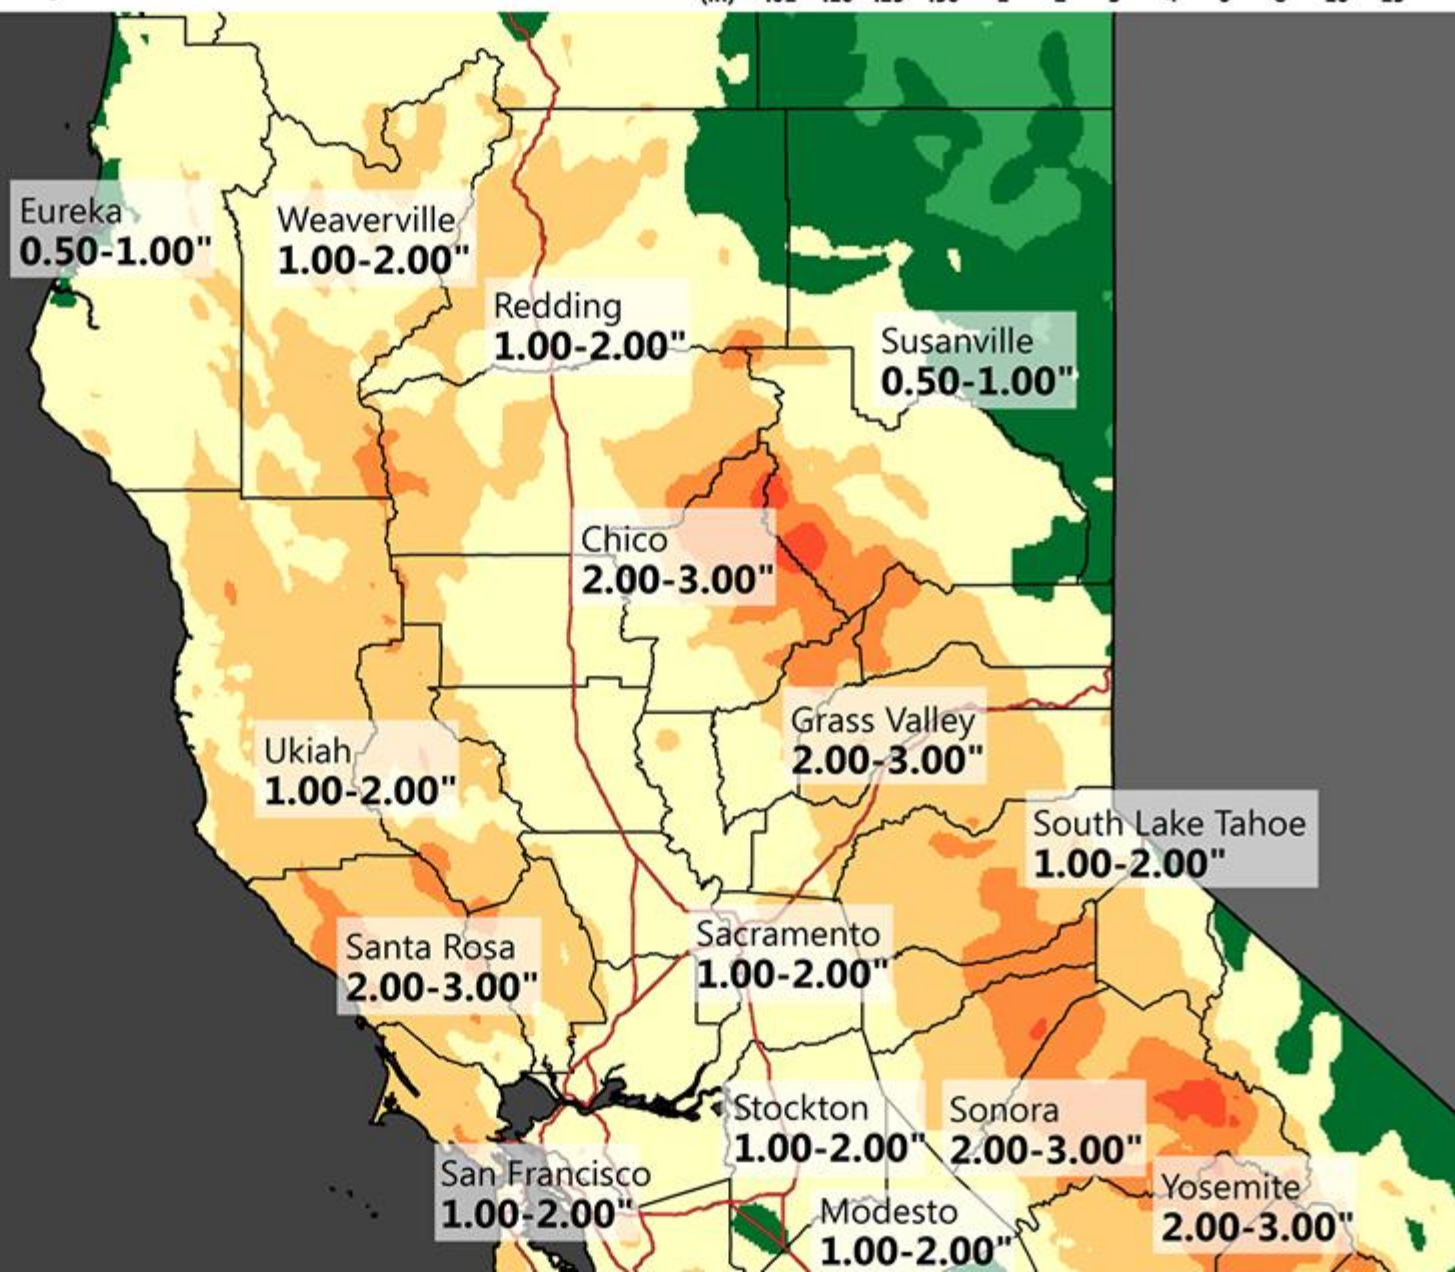 Eureka
0.50-1.00"
Weaverville
1.00-2.00"
Redding
1.00-2.00"
Susanville
0.50-1.00"
Chico
2.00-3.00"
Grass Valley
2.00-3.00"
Ukiah
1.00-2.00"
South Lake Tahoe
1.00-2.00"
Santa Rosa
2.00-3.00"
Sacramento
1.00-2.00"
Stockton
1.00-2.00"
Sonora
2.00-3.00"
San Francisco
1.00-2.00"
Modesto
1.00-2.00"
Yosemite
2.00-3.00"